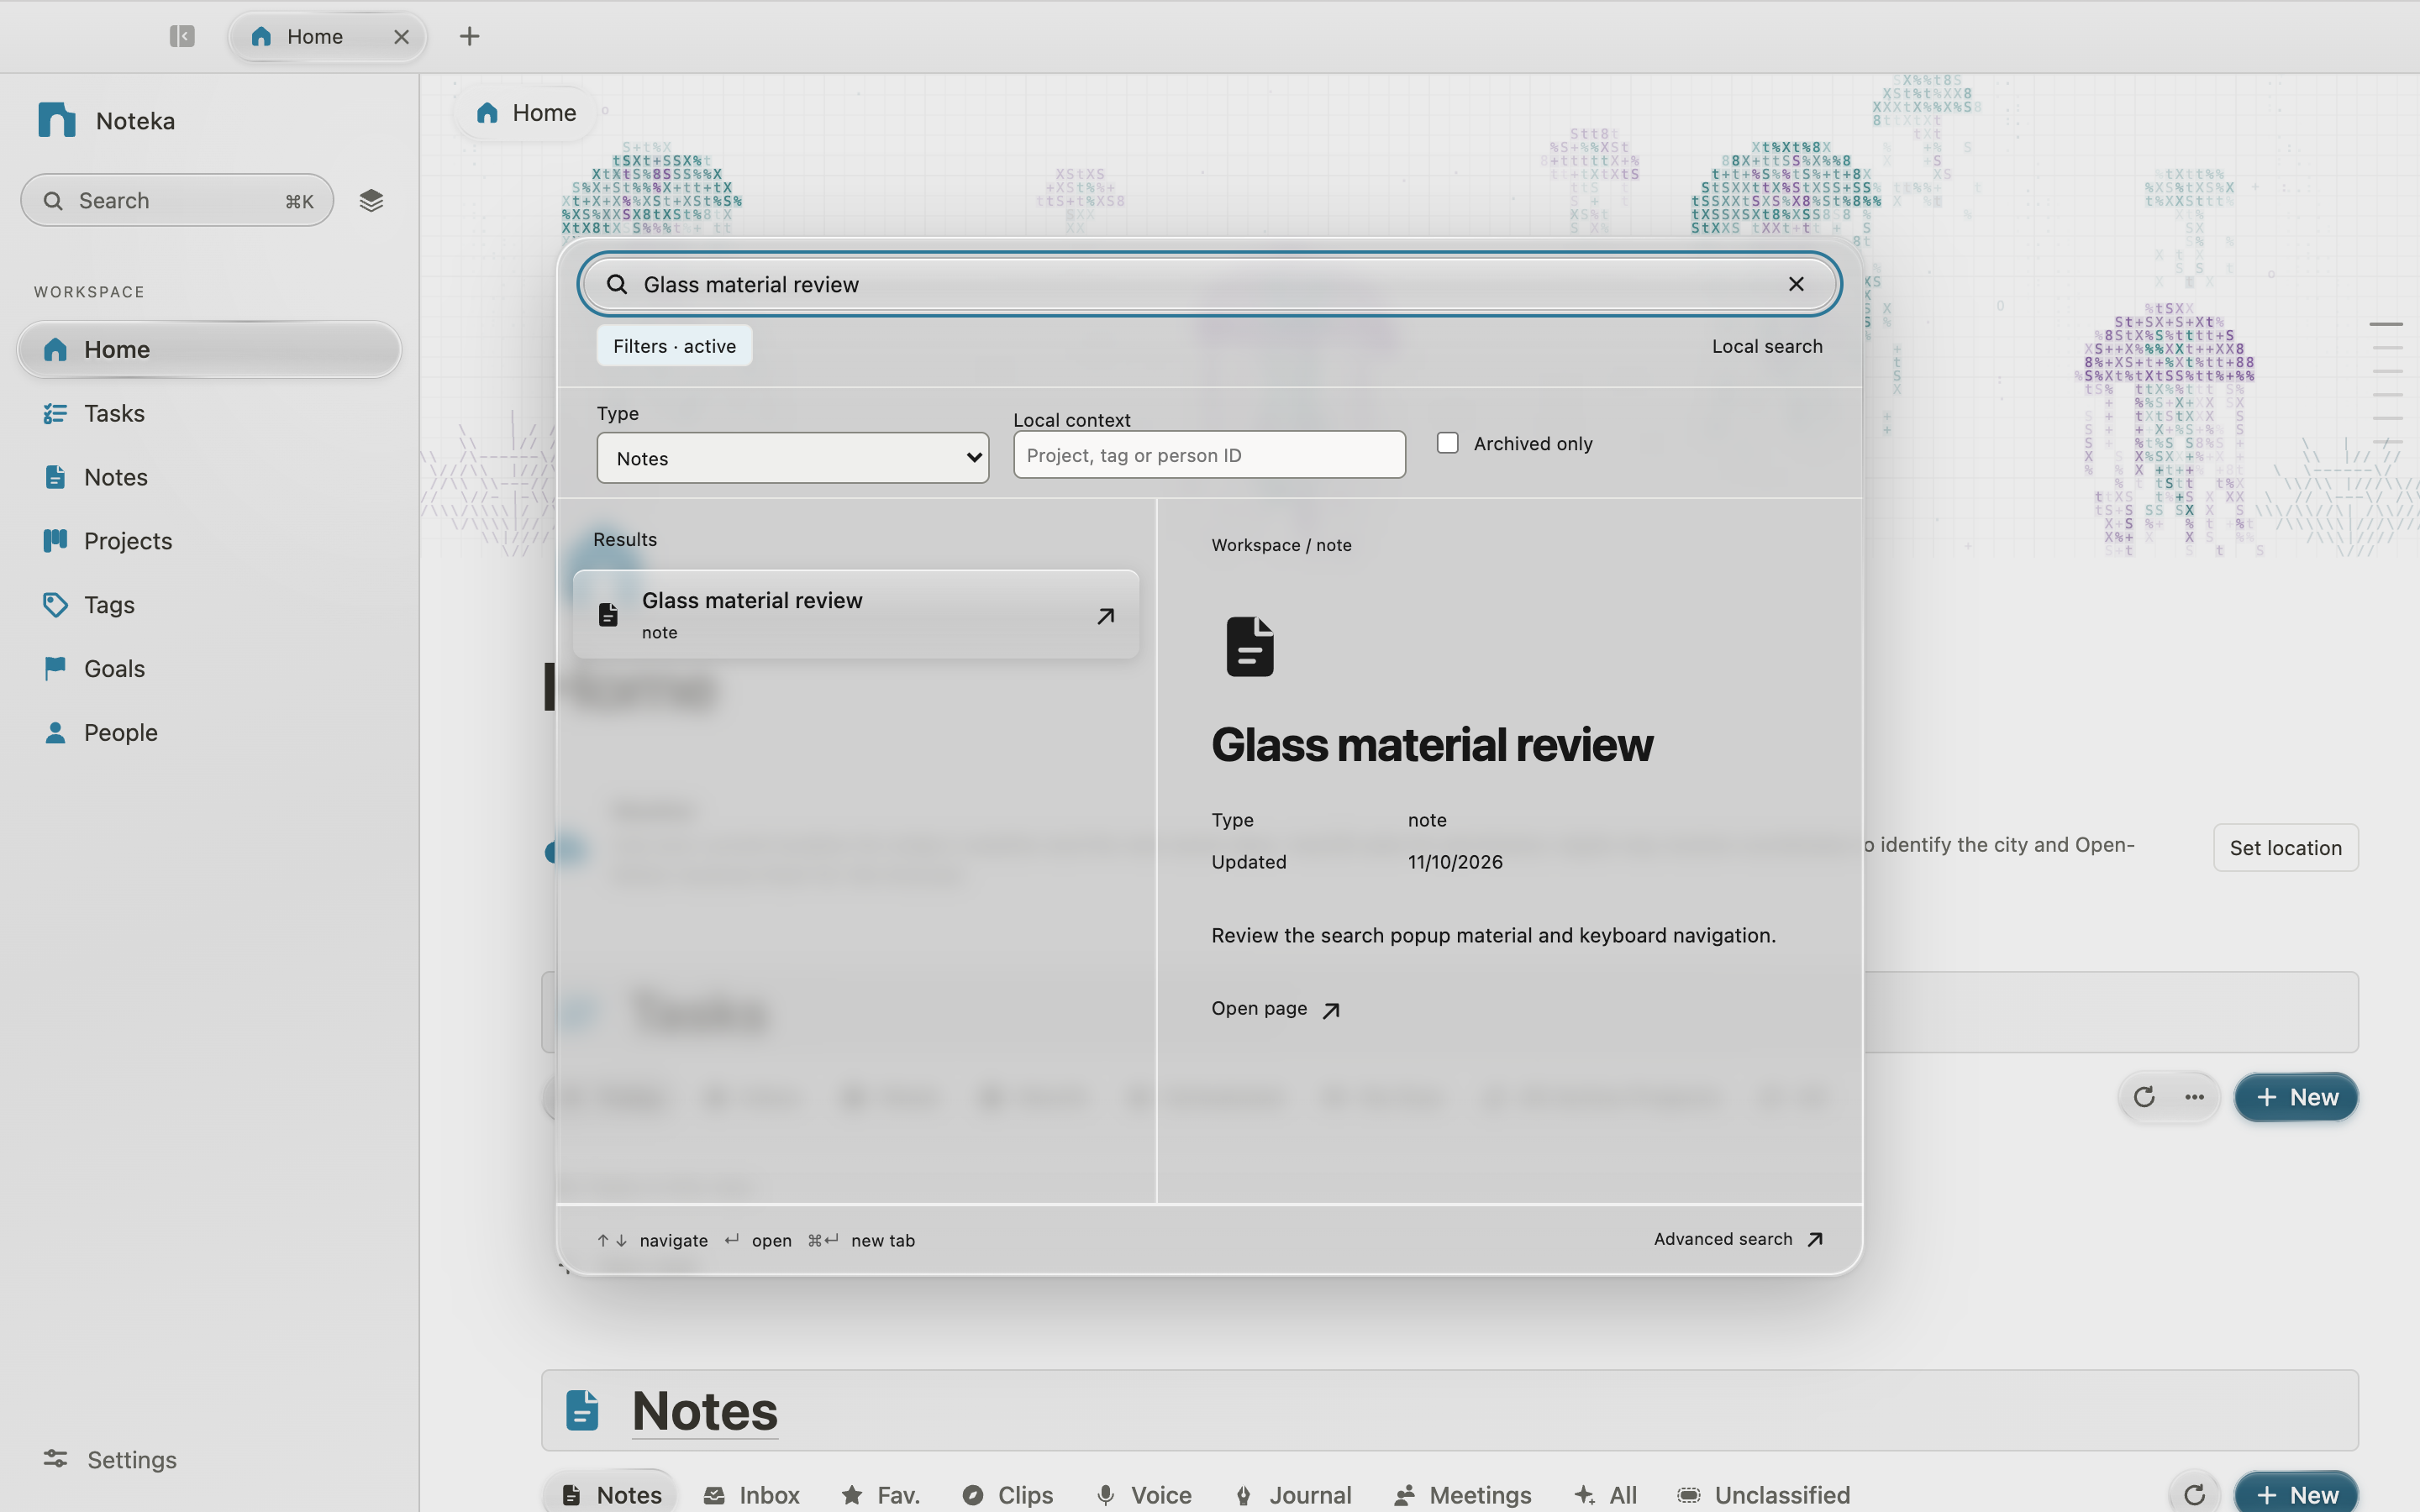 Home
Noteka
Search ⌘K
WORKSPACE
Home
Tasks
Notes
Projects
Tags
Goals
People
Settings
Home
Glass material review
Filters · active
Local search
Type
Notes
Local context
Project, tag or person ID
Archived only
Results
Glass material review
note
Workspace / note
Glass material review
Type note
Updated 11/10/2026
Review the search popup material and keyboard navigation.
Open page
↑ ↓ navigate ↵ open ⌘↵ new tab
Advanced search
Home
identify the city and Open-
Set location
Tasks
New
Notes
Notes Inbox Fav. Clips Voice Journal Meetings All Unclassified
New